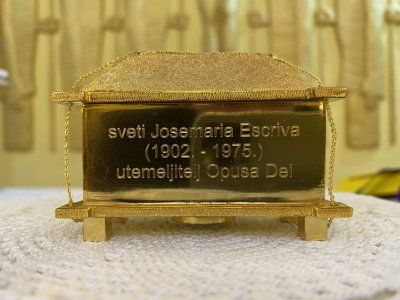 sveti Josemaria Escriva
(1902. - 1975.)
utemeljitelj Opusa Dei